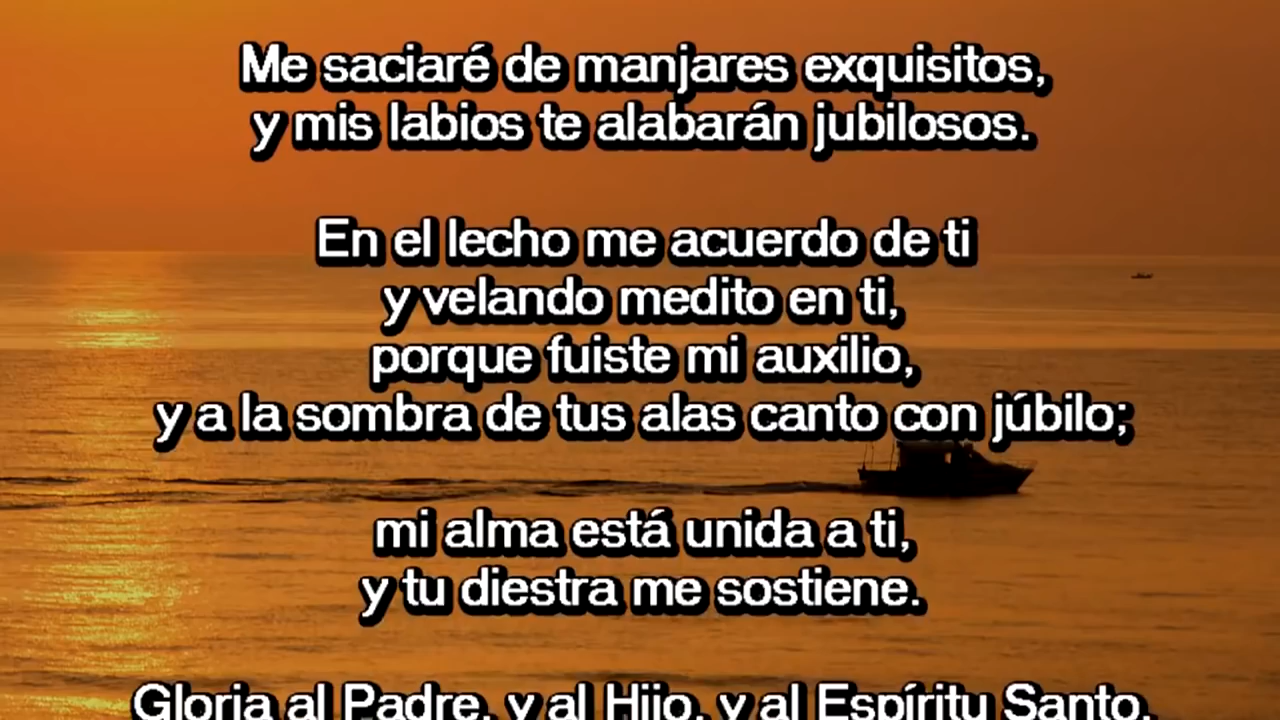 Me saciaré de manjares exquisitos,
y mis labios te alabarán jubilosos.
En el lecho me acuerdo de ti
y velando medito en ti,
porque fuiste mi auxilio,
y a la sombra de tus alas canto con júbilo;
mi alma está unida a ti,
y tu diestra me sostiene.
Gloria al Padre, y al Hijo, y al Espíritu Santo.